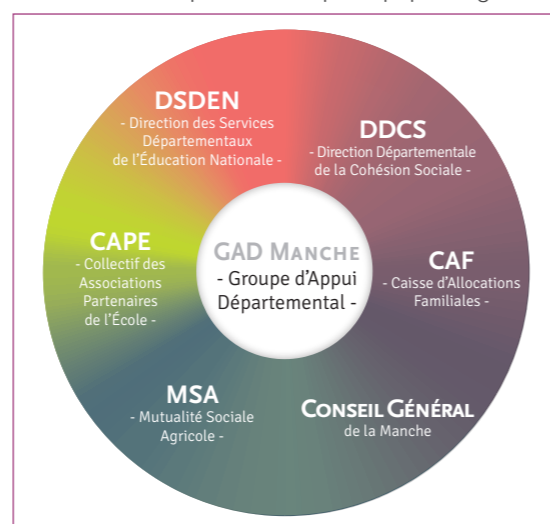 DSDEN
- Direction des Services
Départementaux
de l'Éducation Nationale -
DDCS
- Direction Départementale
de la Cohésion Sociale -
CAPE
- Collectif des
Associations
Partenaires
de l'École -
GAD MANCHE
- Groupe d'Appui
Départemental -
CAF
- Caisse d'Allocations
Familiales -
MSA
- Mutualité Sociale
Agricole -
CONSEIL GÉNÉRAL
de la Manche